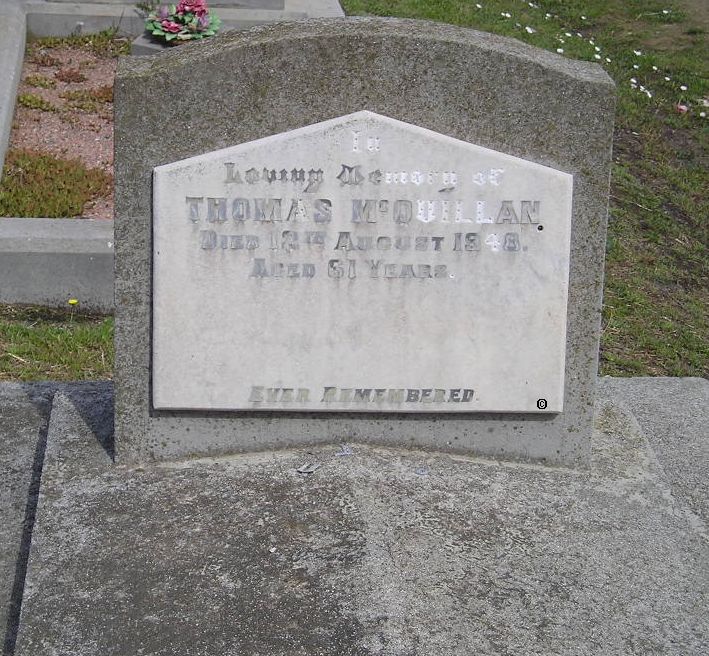 In
Loving Memory of
THOMAS McQUILLAN
DIED 12TH AUGUST 1948.
AGED 61 YEARS.
EVER REMEMBERED.
©